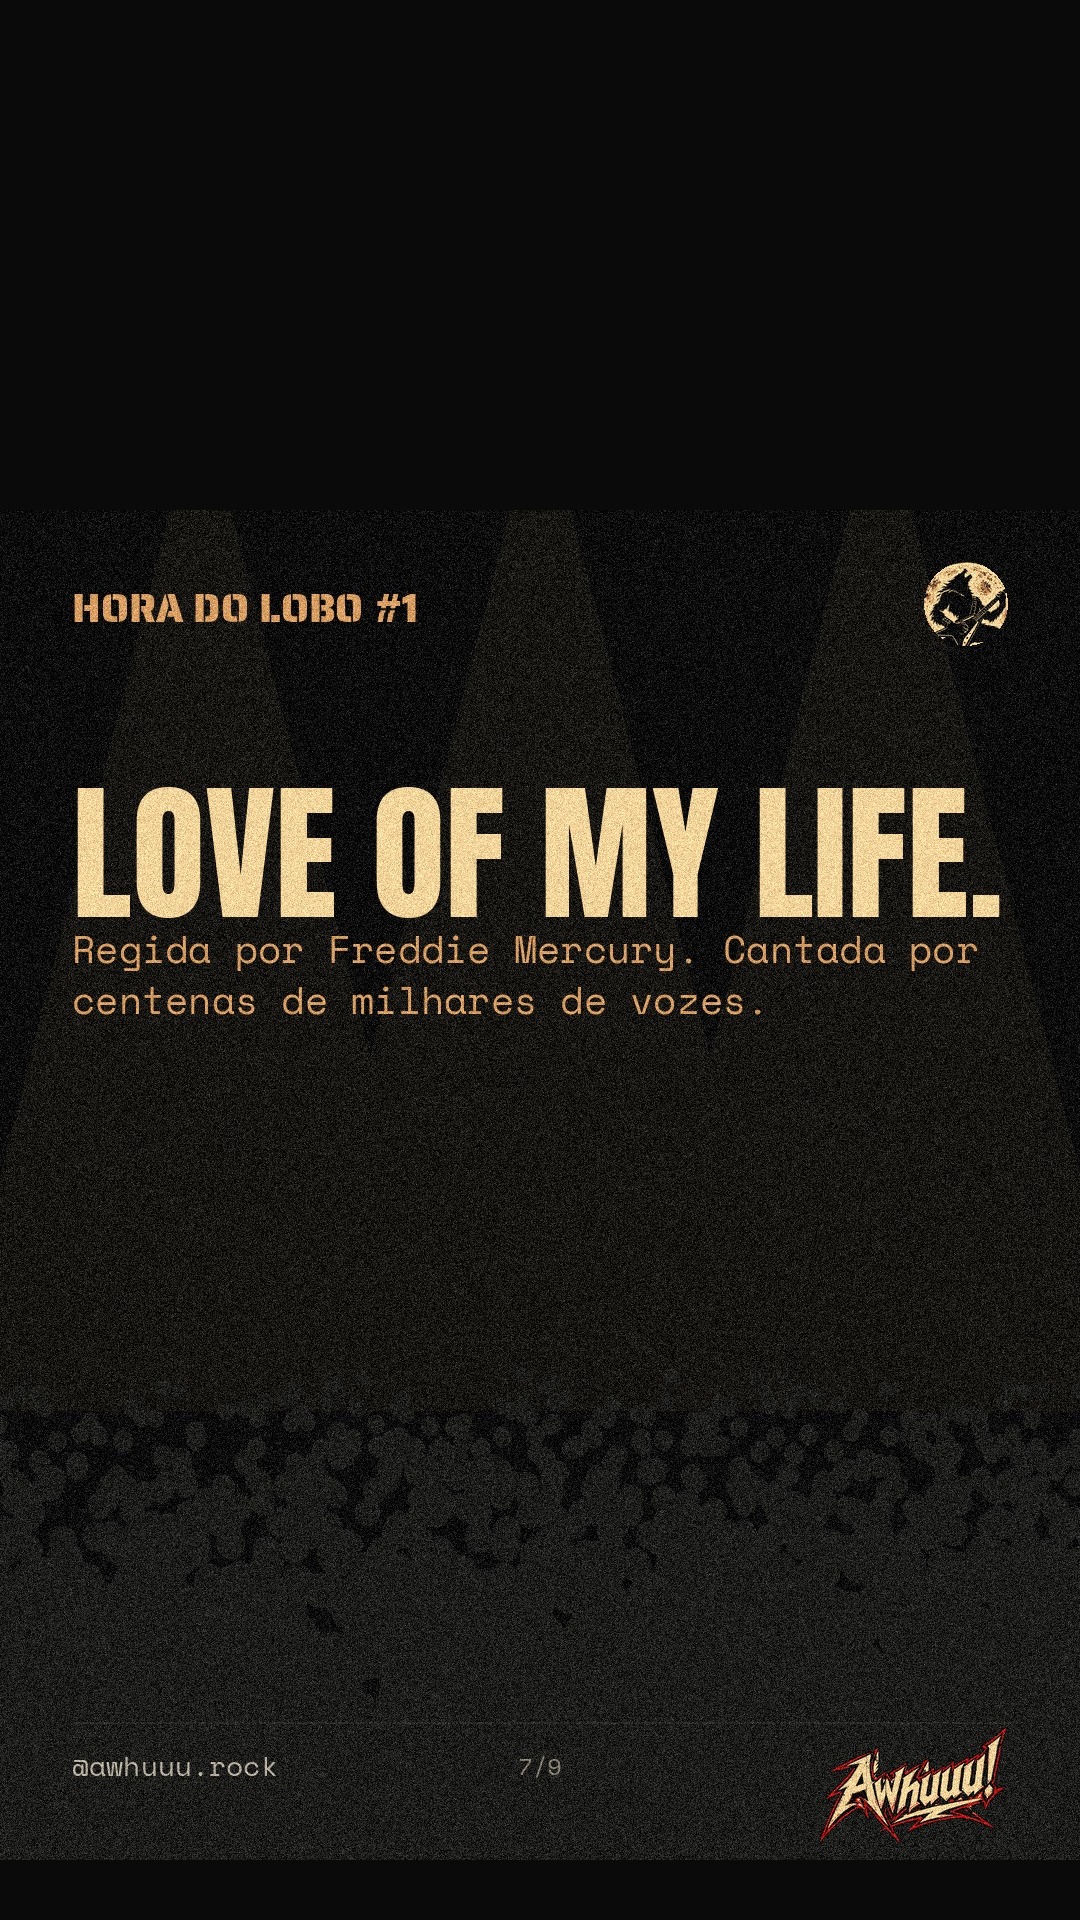 HORA DO LOBO #1
LOVE OF MY LIFE.
Regida por Freddie Mercury. Cantada por
centenas de milhares de vozes.
@awhuuu.rock
7/9
Awhuuu!